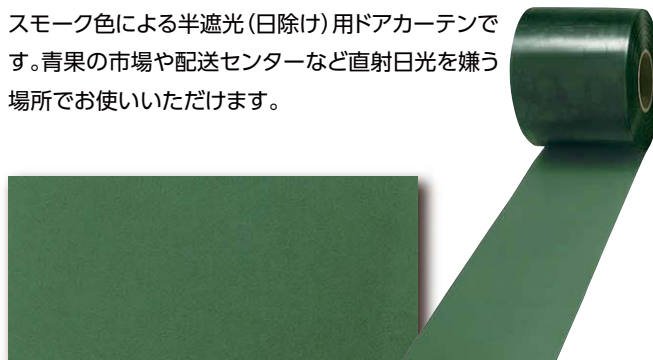 スモーク色による半遮光（日除け）用ドアカーテンで
す。青果の市場や配送センターなど直射日光を嫌う
場所でお使いいただけます。